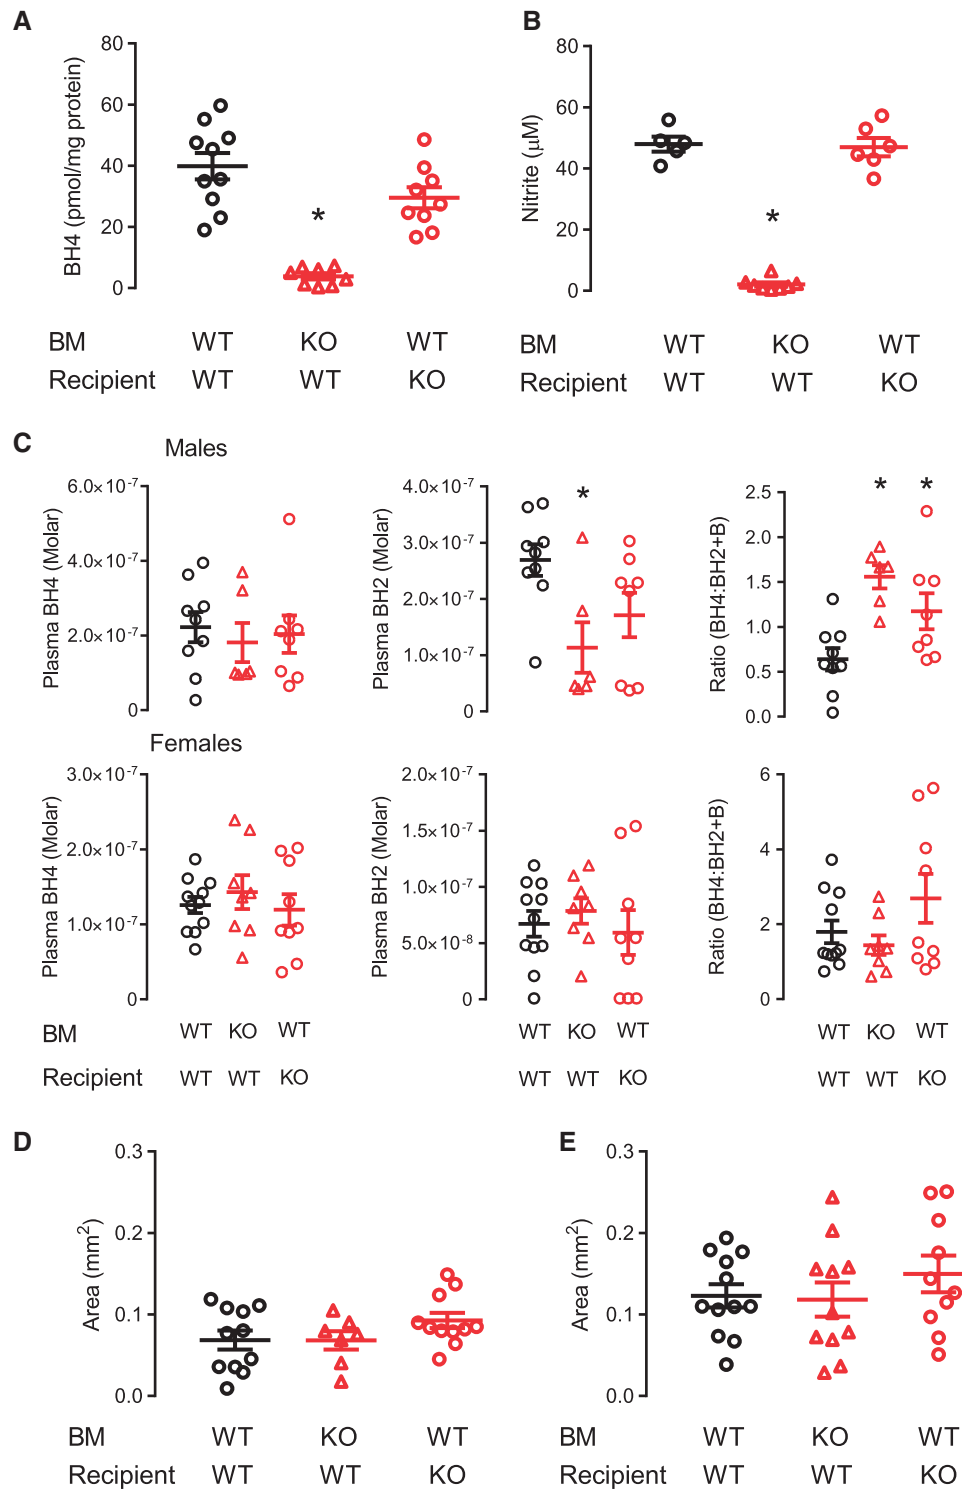 A
BH4 (pmol/mg protein)
80
60
40
20
0
*
BM WT KO WT
Recipient WT WT KO
B
Nitrite (μM)
80
60
40
20
0
*
BM WT KO WT
Recipient WT WT KO
C
Males
Plasma BH4 (Molar)
6.0×10⁻⁷
4.0×10⁻⁷
2.0×10⁻⁷
0
Plasma BH2 (Molar)
4.0×10⁻⁷
3.0×10⁻⁷
2.0×10⁻⁷
1.0×10⁻⁷
0
*
Ratio (BH4:BH2+B)
2.5
2.0
1.5
1.0
0.5
0.0
* *
Females
Plasma BH4 (Molar)
3.0×10⁻⁷
2.0×10⁻⁷
1.0×10⁻⁷
0
Plasma BH2 (Molar)
2.0×10⁻⁷
1.5×10⁻⁷
1.0×10⁻⁷
5.0×10⁻⁸
0
Ratio (BH4:BH2+B)
6
4
2
0
BM WT KO WT WT KO WT WT KO WT
Recipient WT WT KO WT WT KO WT WT KO
D
Area (mm²)
0.3
0.2
0.1
0.0
BM WT KO WT
Recipient WT WT KO
E
Area (mm²)
0.3
0.2
0.1
0.0
BM WT KO WT
Recipient WT WT KO